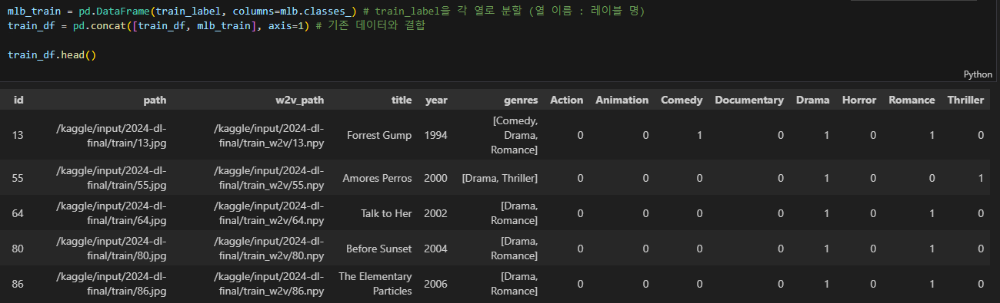 mlb_train = pd.DataFrame(train_label, columns=mlb.classes_) # train_label을 각 열로 분할 (열 이름 : 레이블 명)
train_df = pd.concat([train_df, mlb_train], axis=1) # 기존 데이터와 결합
train_df.head()
Python
id path w2v_path title year genres Action Animation Comedy Documentary Drama Horror Romance Thriller
13 /kaggle/input/2024-dl-final/train/13.jpg /kaggle/input/2024-dl-final/train_w2v/13.npy Forrest Gump 1994 [Comedy, Drama, Romance] 0 0 1 0 1 0 1 0
55 /kaggle/input/2024-dl-final/train/55.jpg /kaggle/input/2024-dl-final/train_w2v/55.npy Amores Perros 2000 [Drama, Thriller] 0 0 0 0 1 0 0 1
64 /kaggle/input/2024-dl-final/train/64.jpg /kaggle/input/2024-dl-final/train_w2v/64.npy Talk to Her 2002 [Drama, Romance] 0 0 0 0 1 0 1 0
80 /kaggle/input/2024-dl-final/train/80.jpg /kaggle/input/2024-dl-final/train_w2v/80.npy Before Sunset 2004 [Drama, Romance] 0 0 0 0 1 0 1 0
86 /kaggle/input/2024-dl-final/train/86.jpg /kaggle/input/2024-dl-final/train_w2v/86.npy The Elementary Particles 2006 [Drama, Romance] 0 0 0 0 1 0 1 0